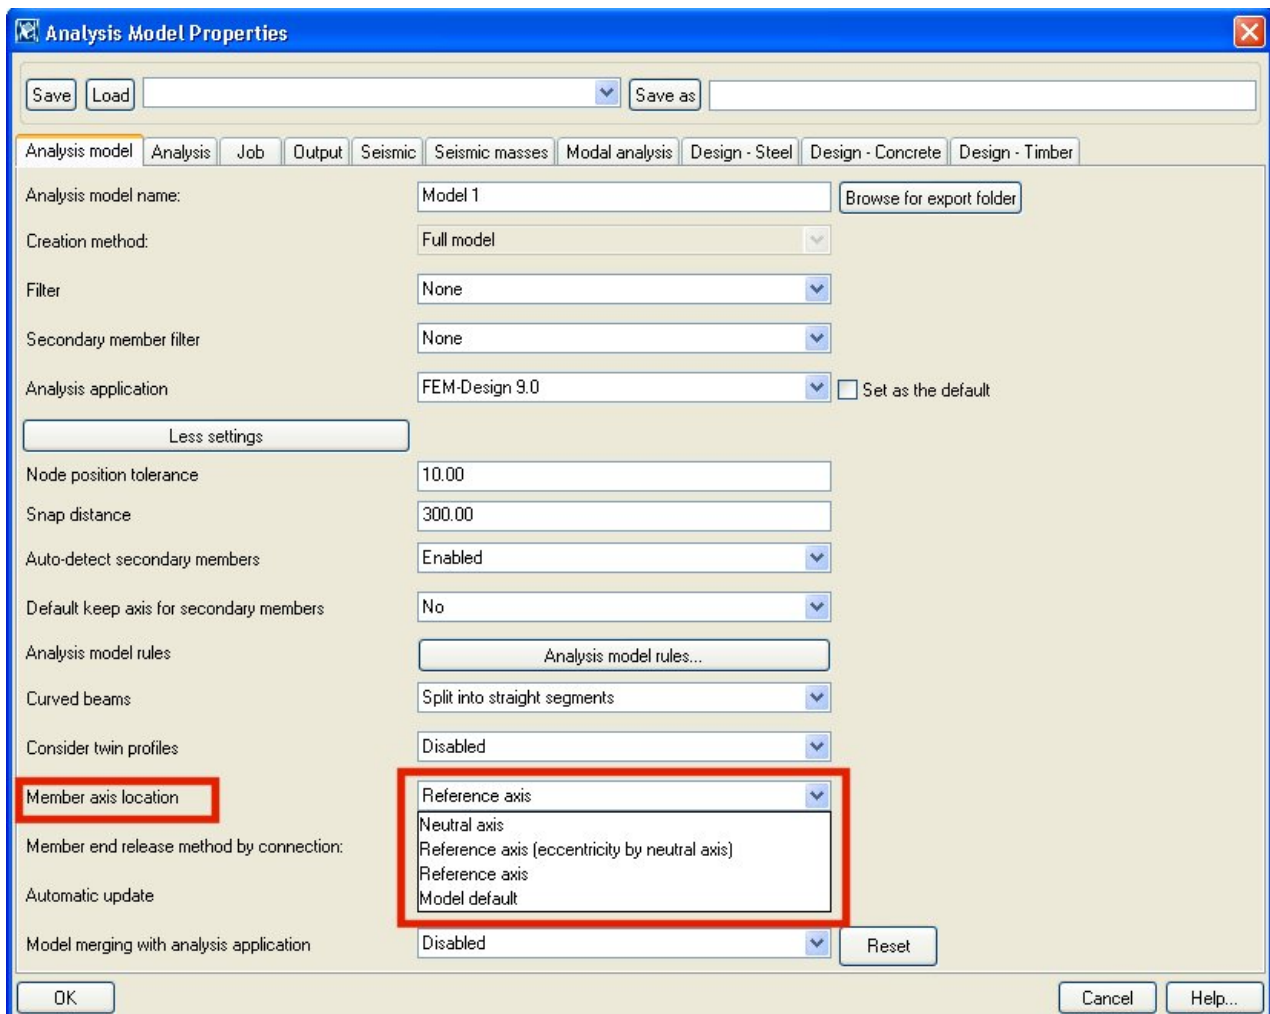 Analysis Model Properties
Save Load Save as
Analysis model Analysis Job Output Seismic Seismic masses Modal analysis Design - Steel Design - Concrete Design - Timber
Analysis model name: Model 1 Browse for export folder
Creation method: Full model
Filter None
Secondary member filter None
Analysis application FEM-Design 9.0 Set as the default
Less settings
Node position tolerance 10.00
Snap distance 300.00
Auto-detect secondary members Enabled
Default keep axis for secondary members No
Analysis model rules Analysis model rules...
Curved beams Split into straight segments
Consider twin profiles Disabled
Member axis location Reference axis
Neutral axis
Member end release method by connection: Reference axis (eccentricity by neutral axis)
Reference axis
Automatic update Model default
Model merging with analysis application Disabled Reset
OK Cancel Help...